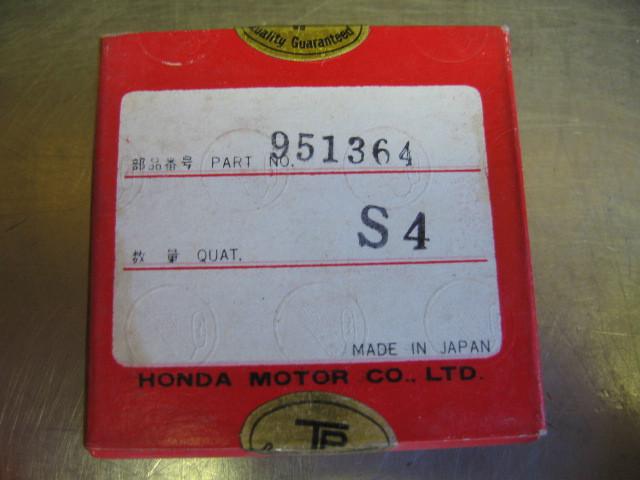 Quality Guaranteed
部品番号 PART NO. 951364
数量 QUAT. S4
MADE IN JAPAN
HONDA MOTOR CO., LTD.
TP